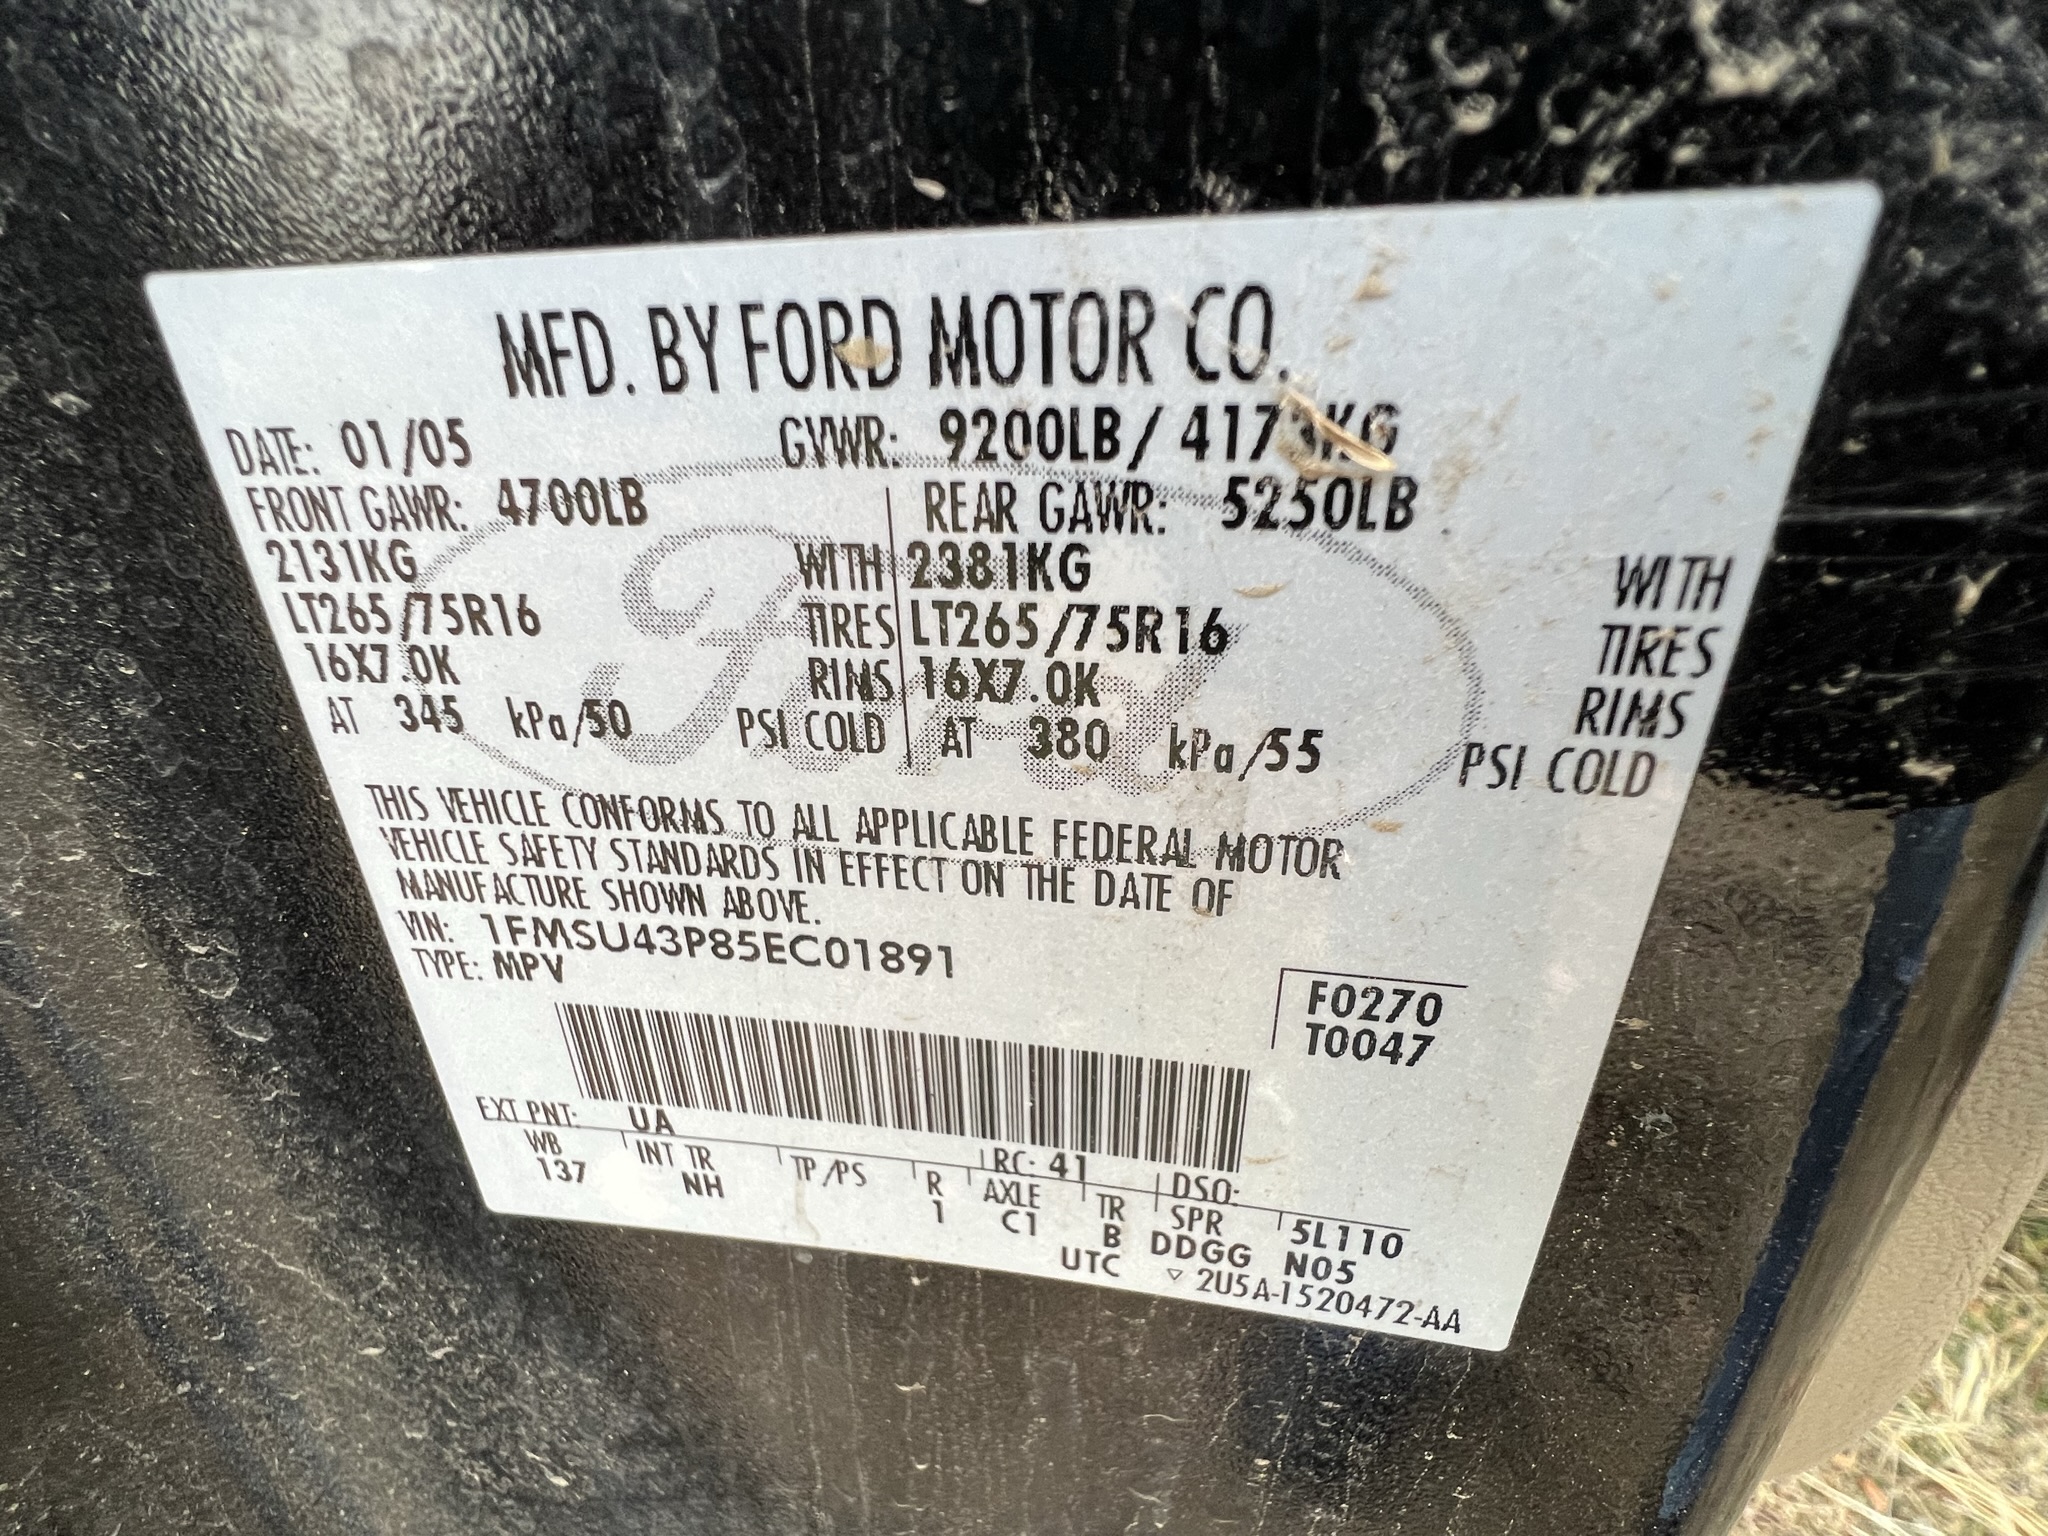 MFD. BY FORD MOTOR CO.
DATE: 01/05 GVWR: 9200LB/ 4173KG
FRONT GAWR: 4700LB REAR GAWR: 5250LB
2131KG WITH 2381KG WITH
LT265/75R16 TIRES LT265/75R16 TIRES
16X7.0K RIMS 16X7.0K RIMS
AT 345 kPa/50 PSI COLD AT 380 kPa/55 PSI COLD
THIS VEHICLE CONFORMS TO ALL APPLICABLE FEDERAL MOTOR
VEHICLE SAFETY STANDARDS IN EFFECT ON THE DATE OF
MANUFACTURE SHOWN ABOVE.
VIN: 1FMSU43P85EC01891
TYPE: MPV
F0270
T0047
EXT PNT: UA RC: 41 DSO:
WB INT TR TP/PS R AXLE TR SPR 5L110
137 NH 1 C1 B DDGG N05
UTC ▽ 2U5A-1520472-AA
Ford